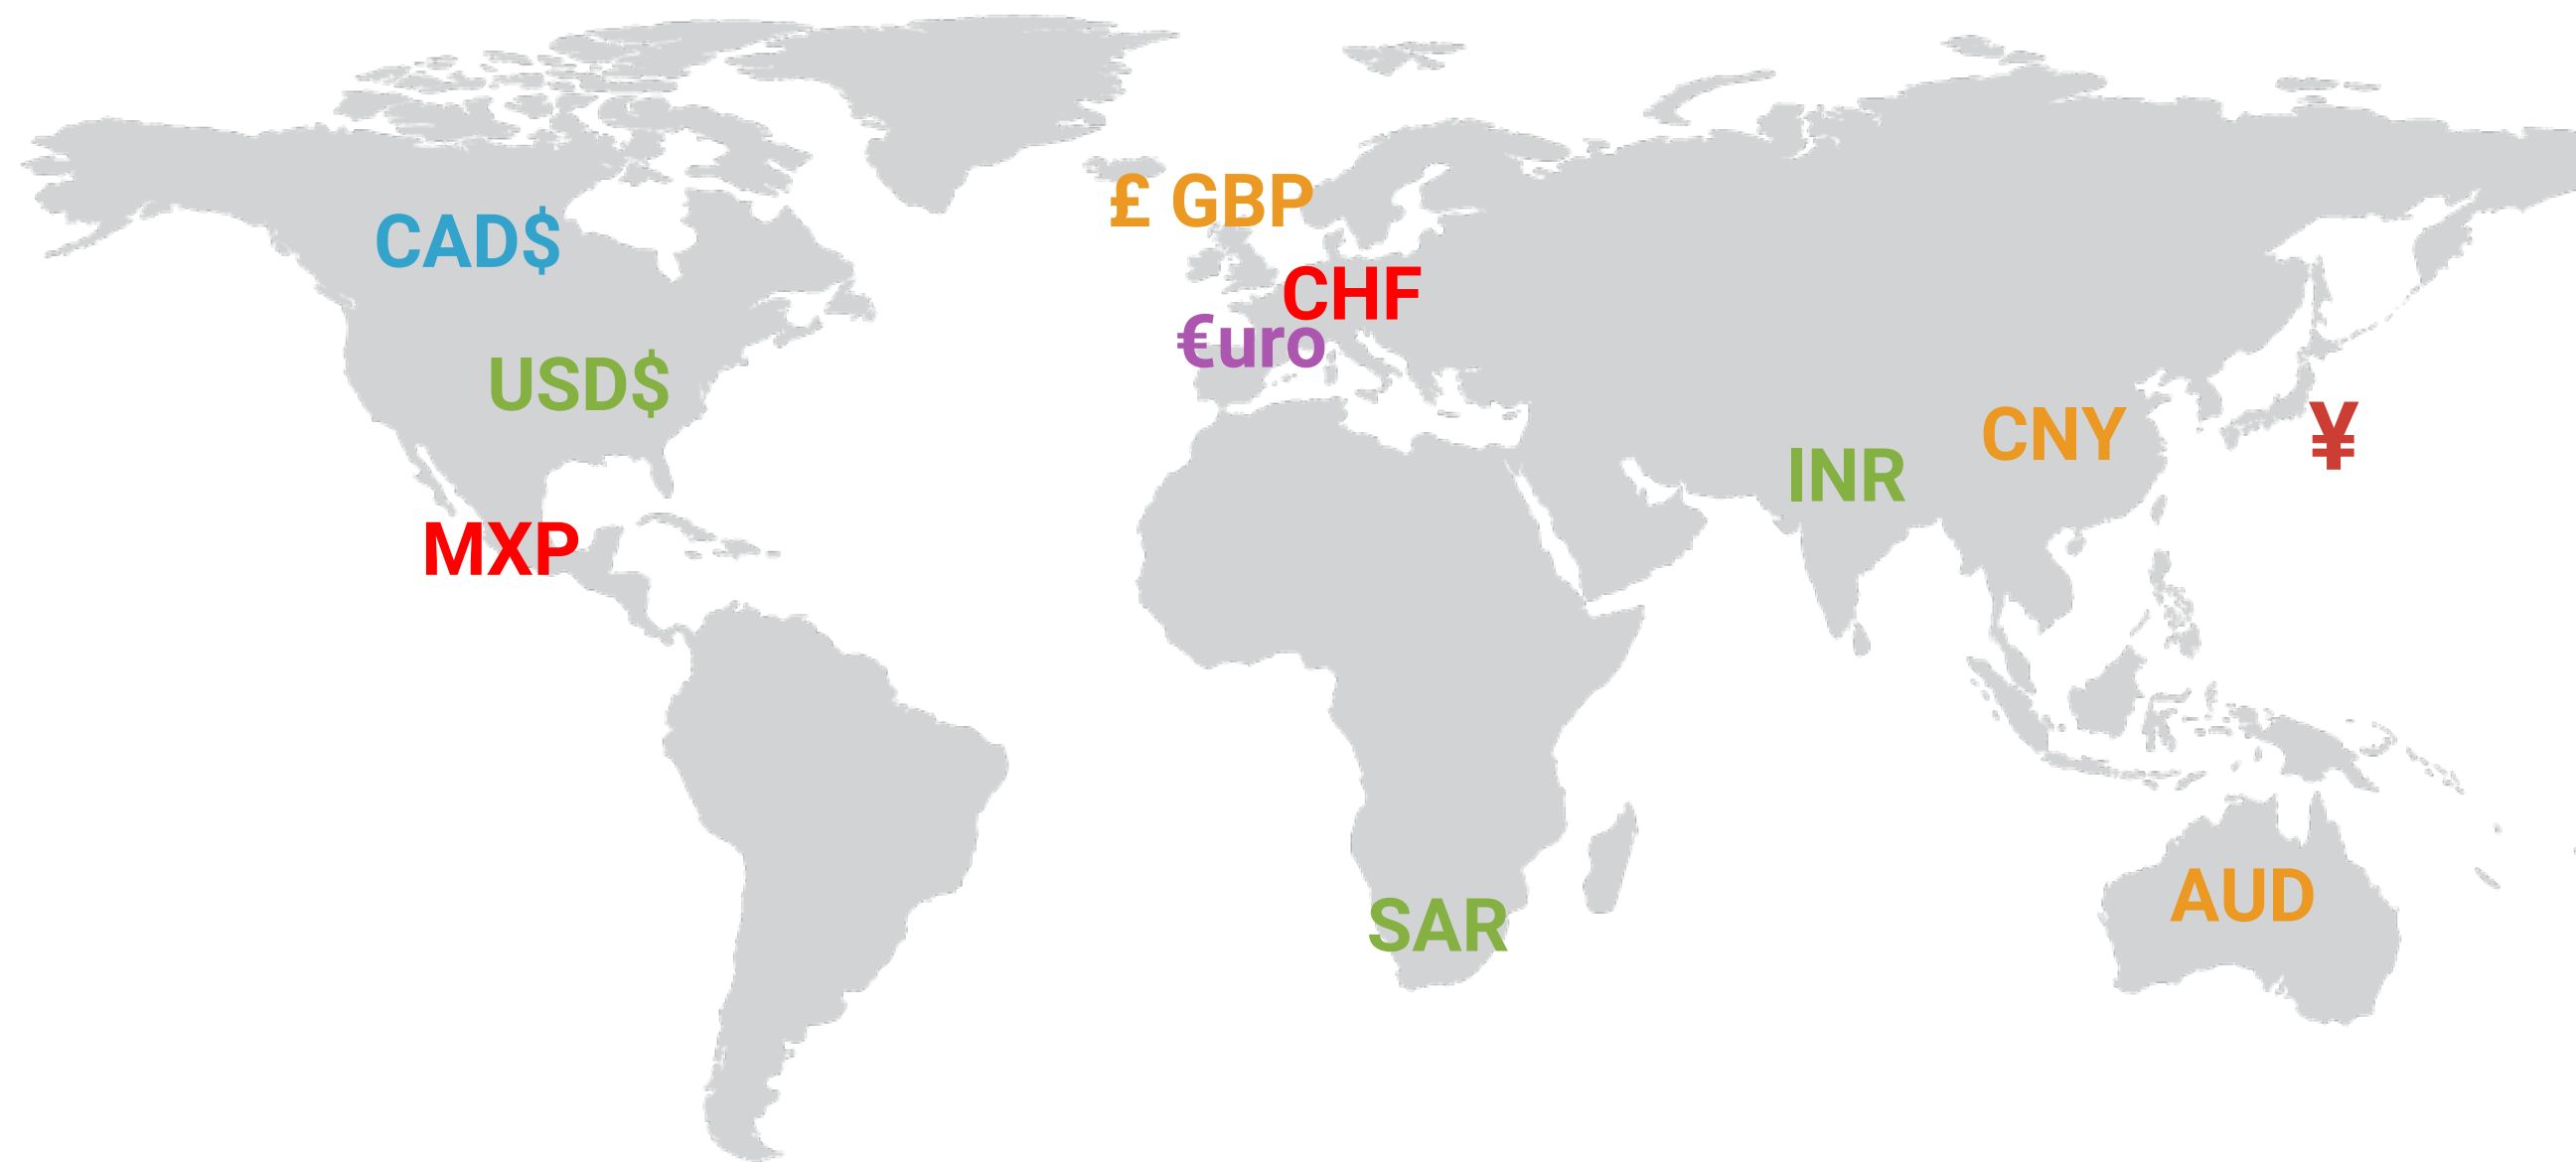 £ GBP
CAD$
CHF
€uro
USD$
CNY
¥
INR
MXP
AUD
SAR